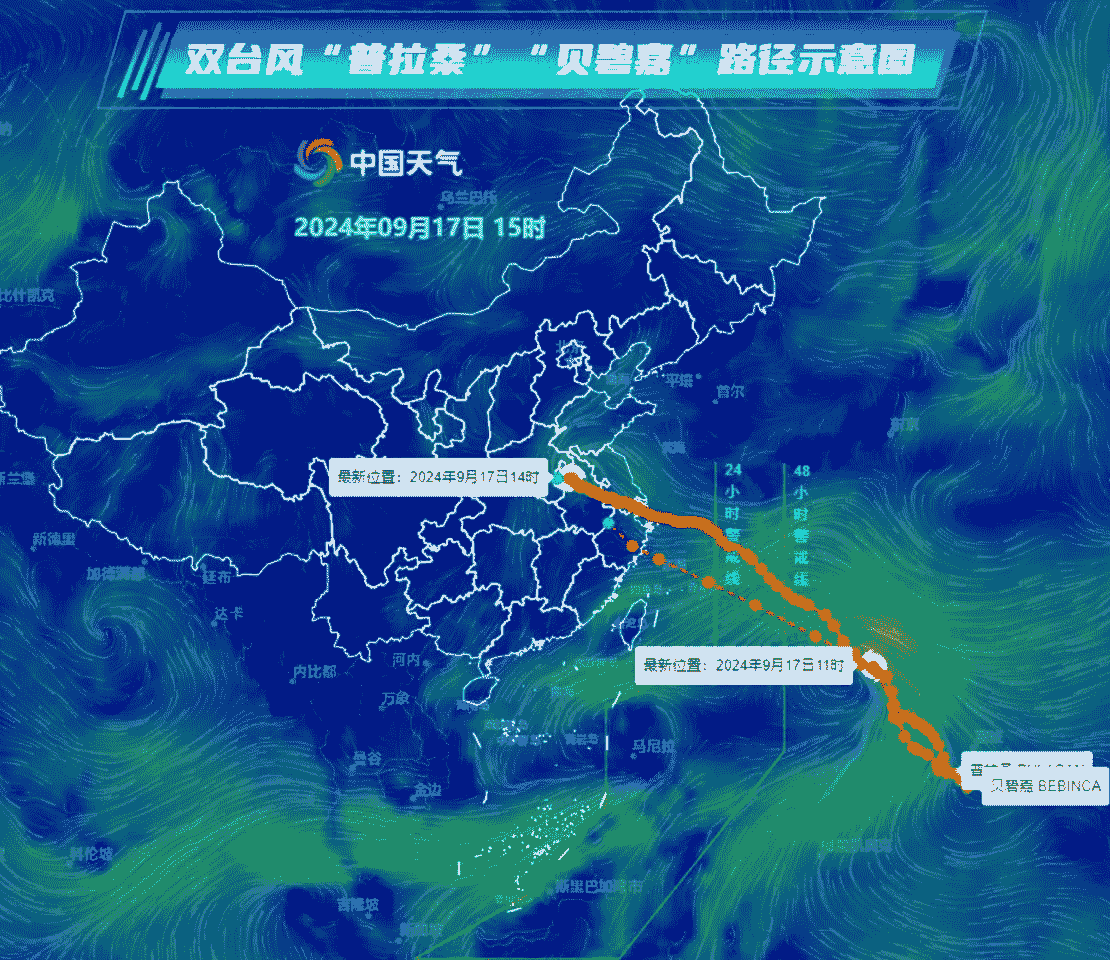 双台风“普拉桑” “贝碧嘉”路径示意图
中国天气
乌兰巴托
2024年09月17日 15时
比什凯克
北京
平壤
首尔
东京
最新位置：2024年9月17日14时
24小时警戒线
48小时警戒线
新德里
加德满都
廷布
达卡
内比都
河内
最新位置：2024年9月17日11时
万象
马尼拉
曼谷
金边
贝碧嘉 BEBINCA
科伦坡
斯里巴加湾市
吉隆坡